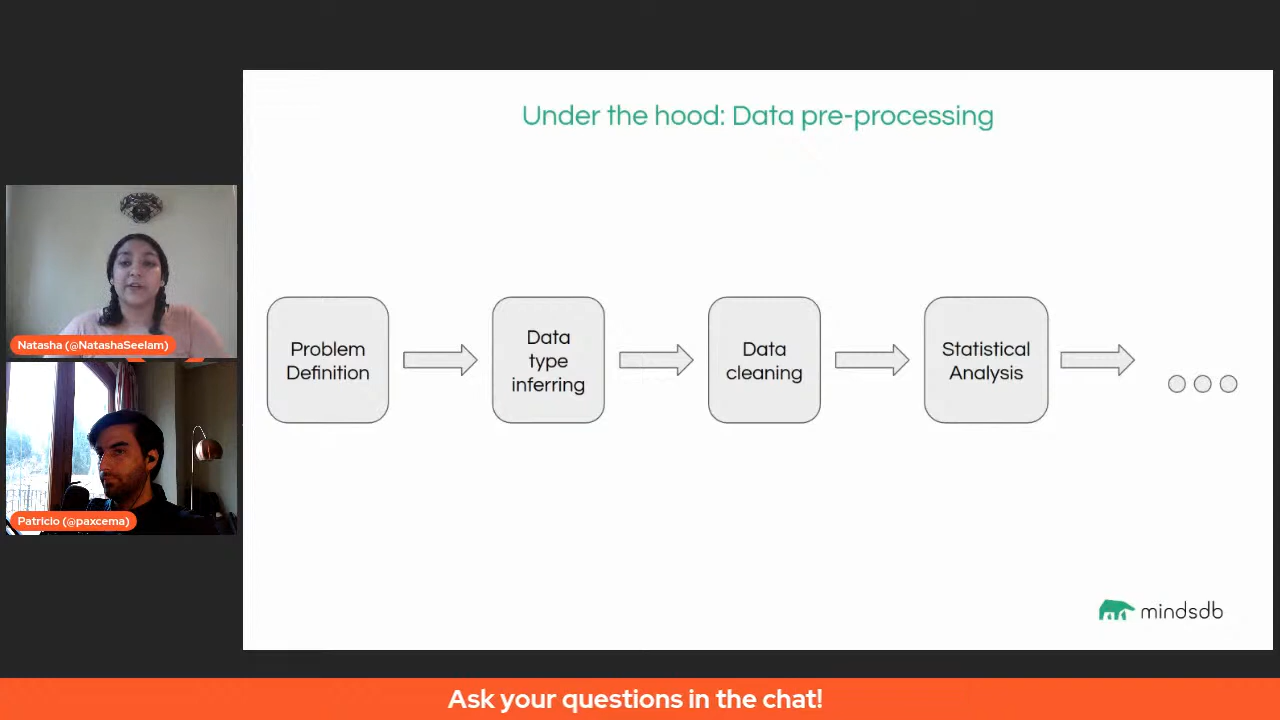 Under the hood: Data pre-processing
Natasha (@NatashaSeelam)
Patricio (@paxcema)
Problem
Definition
Data
type
inferring
Data
cleaning
Statistical
Analysis
mindsdb
Ask your questions in the chat!